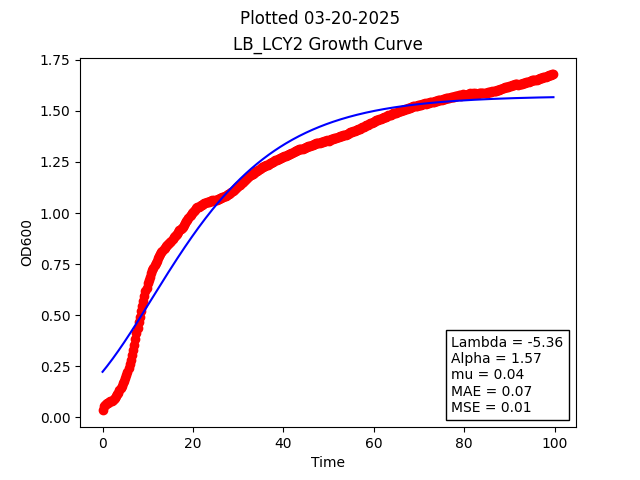 Plotted 03-20-2025
LB_LCY2 Growth Curve
1.75
1.50
1.25
1.00
0.75
0.50
0.25
0.00
OD600
Lambda = -5.36
Alpha = 1.57
mu = 0.04
MAE = 0.07
MSE = 0.01
0 20 40 60 80 100
Time